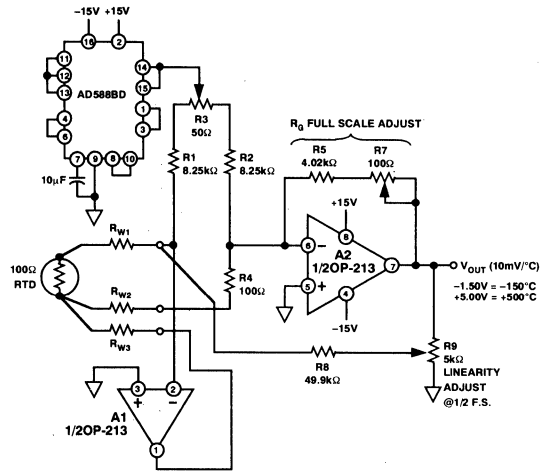 −15V +15V
16 2
11 14
12 15
13 AD588BD
4 1
6 3
7 9 8 10
10µF
R3
50Ω
R1
8.25kΩ
R2
8.25kΩ
RG FULL SCALE ADJUST
R5
4.02kΩ
R7
100Ω
+15V
8
6 −
A2
1/2OP-213
7
5 +
4
−15V
VOUT (10mV/°C)
−1.50V = −150°C
+5.00V = +500°C
RW1
100Ω
RTD
RW2
RW3
R4
100Ω
R8
49.9kΩ
R9
5kΩ
LINEARITY
ADJUST
@1/2 F.S.
3 2
+ −
A1
1/2OP-213
1